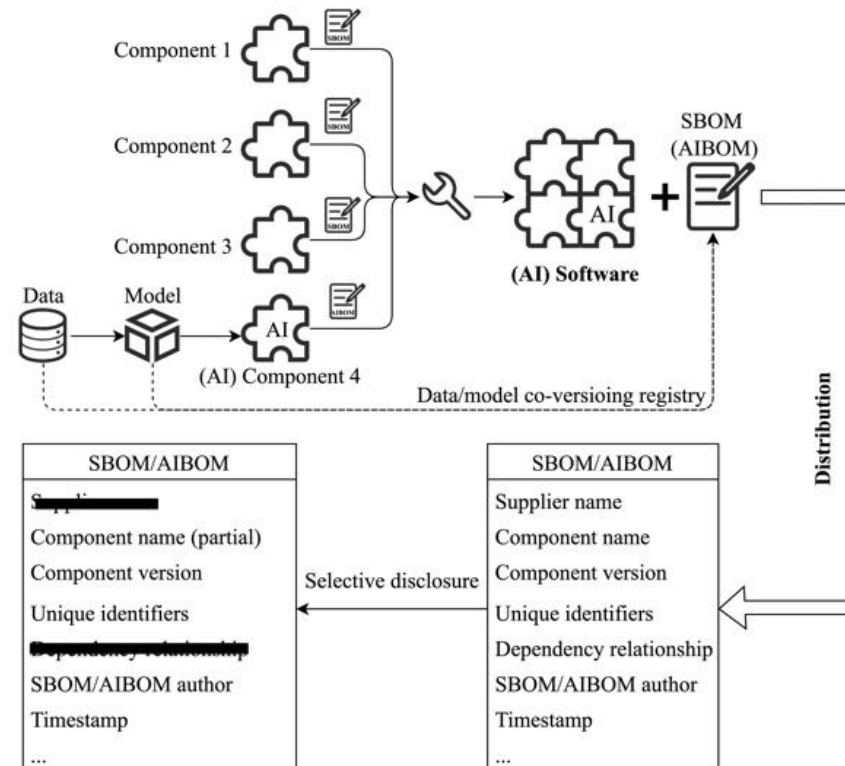 Component 1
SBOM
Component 2
SBOM
SBOM
(AIBOM)
Component 3
SBOM
AI
(AI) Software
Data
Model
AIBOM
AI
(AI) Component 4
Data/model co-versioing registry
Distribution
SBOM/AIBOM
Component name (partial)
Component version
Unique identifiers
Dependency relationship
SBOM/AIBOM author
Timestamp
...
Selective disclosure
SBOM/AIBOM
Supplier name
Component name
Component version
Unique identifiers
Dependency relationship
SBOM/AIBOM author
Timestamp
...